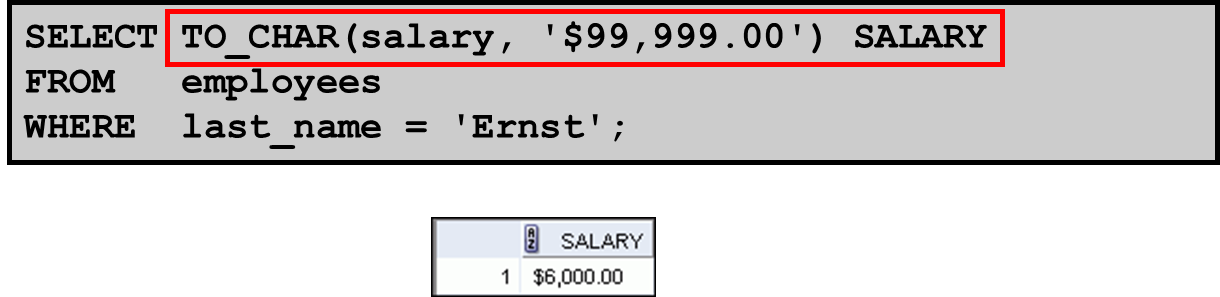 SELECT TO_CHAR(salary, '$99,999.00') SALARY
FROM employees
WHERE last_name = 'Ernst';
A Z SALARY
1 $6,000.00